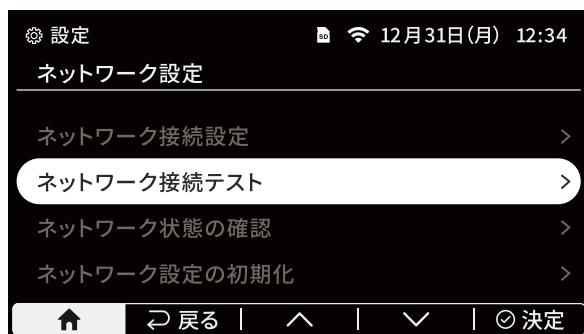 設定 SD 12月31日(月) 12:34
ネットワーク設定
ネットワーク接続設定
ネットワーク接続テスト
ネットワーク状態の確認
ネットワーク設定の初期化
戻る 決定